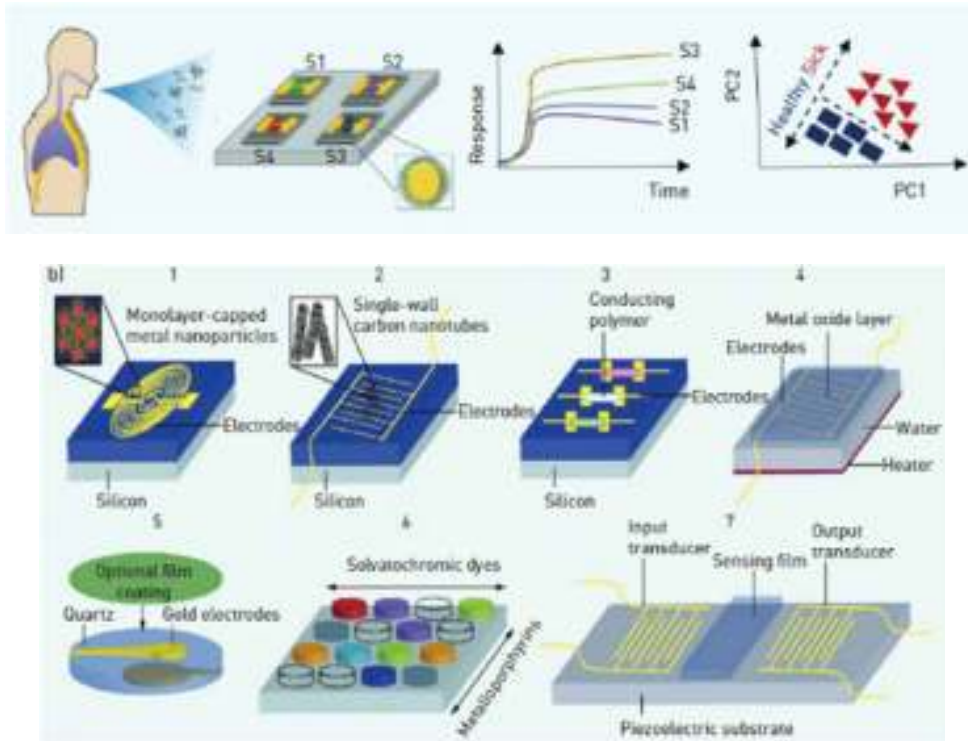 S1
S2
S4
S3
Response
Time
S3
S4
S2
S1
PC2
Healthy
Sick
PC1
b)
1
Monolayer-capped
metal nanoparticles
Electrodes
Silicon
2
Single-wall
carbon nanotubes
Electrodes
Silicon
3
Conducting
polymer
Electrodes
Silicon
4
Metal oxide layer
Electrodes
Water
Heater
5
Optional film
coating
Quartz
Gold electrodes
6
Solvatochromic dyes
Metalloporphyrins
7
Input
transducer
Output
transducer
Sensing film
Piezoelectric substrate